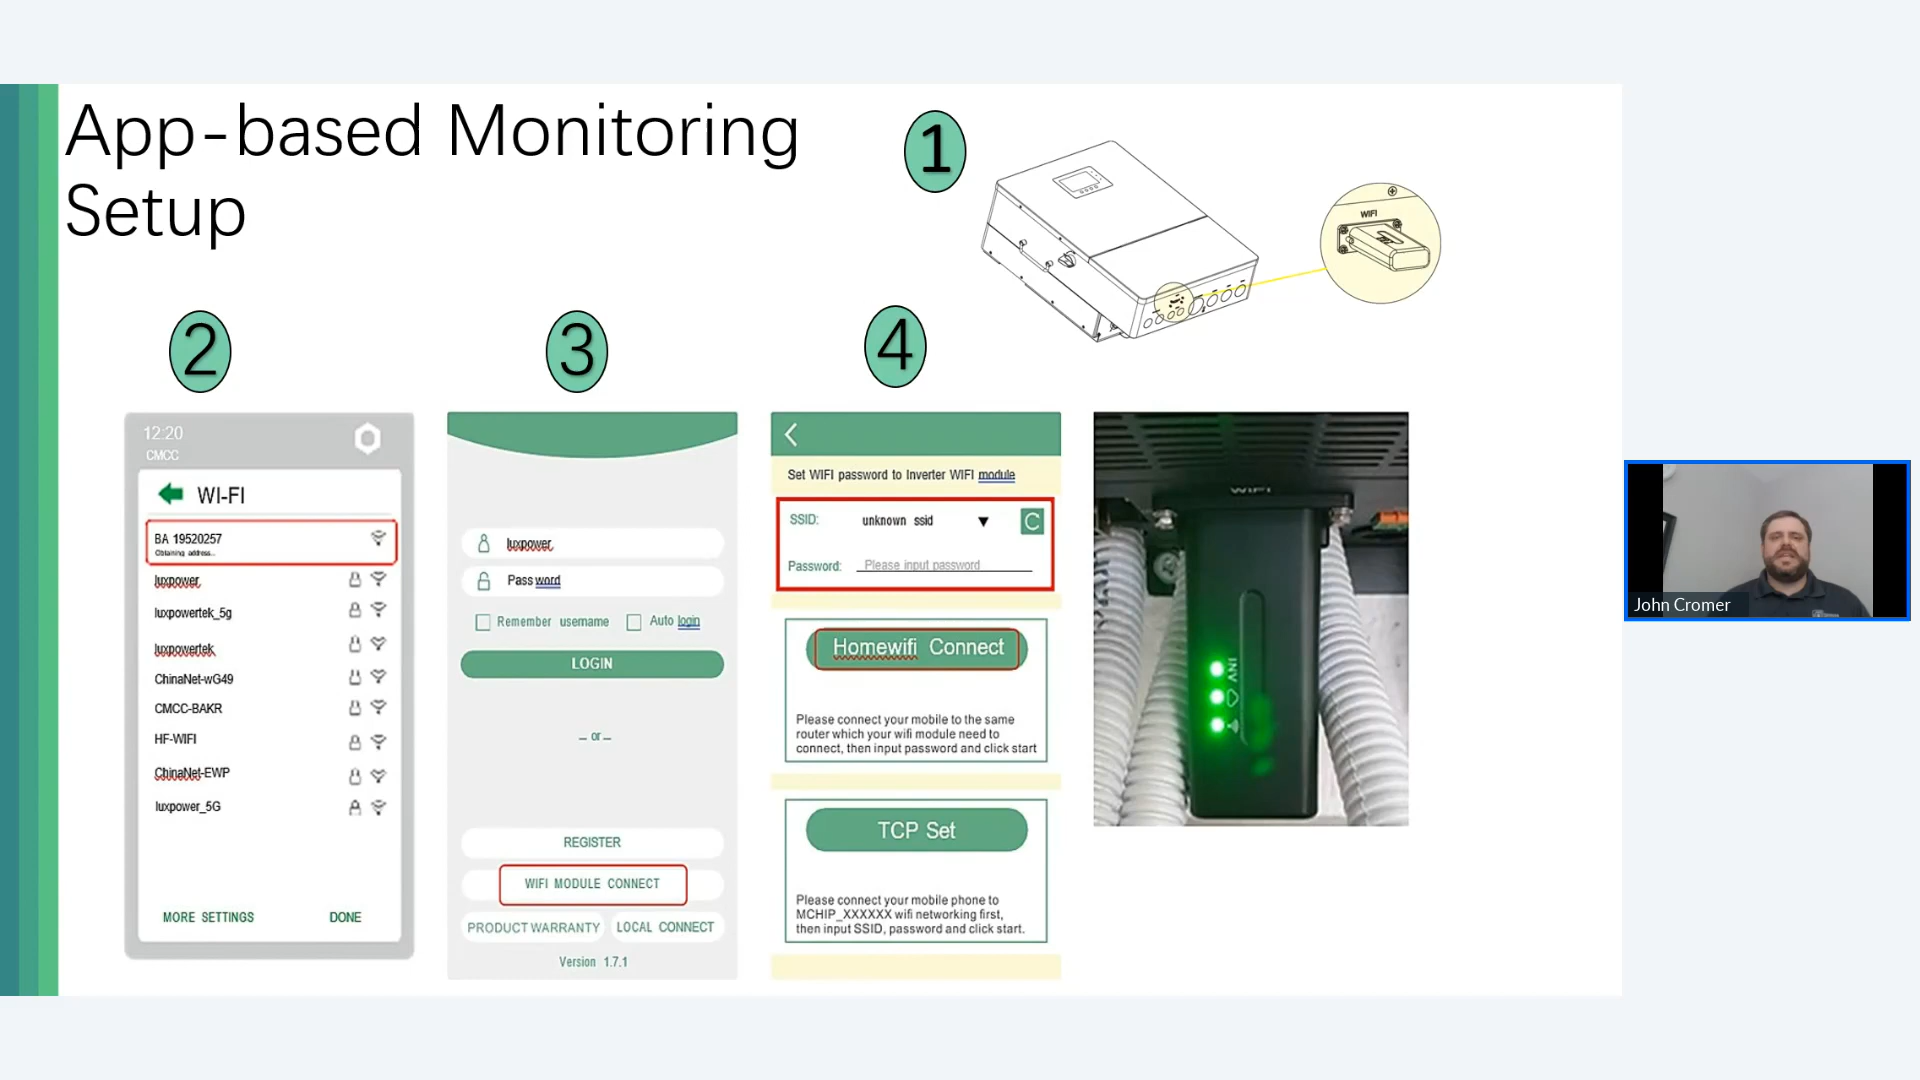 App-based Monitoring
Setup
1
WIFI
2
3
4
12:20
CMCC
WI-FI
BA 19520257
Obtaining address...
luxpower
luxpowertek_5g
luxpowertek
ChinaNet-wG49
CMCC-BAKR
HF-WIFI
ChinaNet-EWP
luxpower_5G
MORE SETTINGS DONE
luxpower
Pass word
Remember username Auto login
LOGIN
_ or _
REGISTER
WIFI MODULE CONNECT
PRODUCT WARRANTY LOCAL CONNECT
Version 1.7.1
Set WIFI password to Inverter WIFI module
SSID: unknown ssid
Password: Please input password
Homewifi Connect
Please connect your mobile to the same
router which your wifi module need to
connect, then input password and click start
TCP Set
Please connect your mobile phone to
MCHIP_XXXXXX wifi networking first,
then input SSID, password and click start.
WIFI
INV
John Cromer